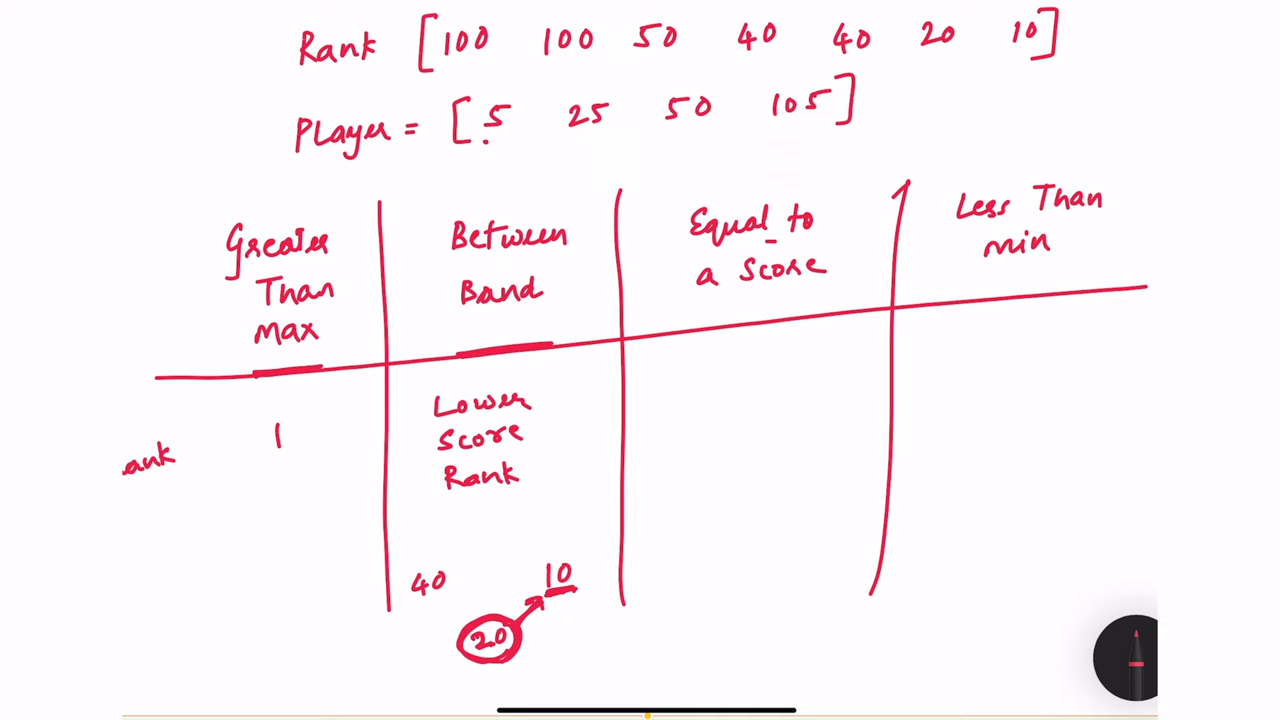 Rank [100 100 50 40 40 20 10]
Player = [5 25 50 105]
Greater
Than
max
Between
Band
Equal to
a Score
Less Than
min
ank
1
Lower
Score
Rank
40 10
20